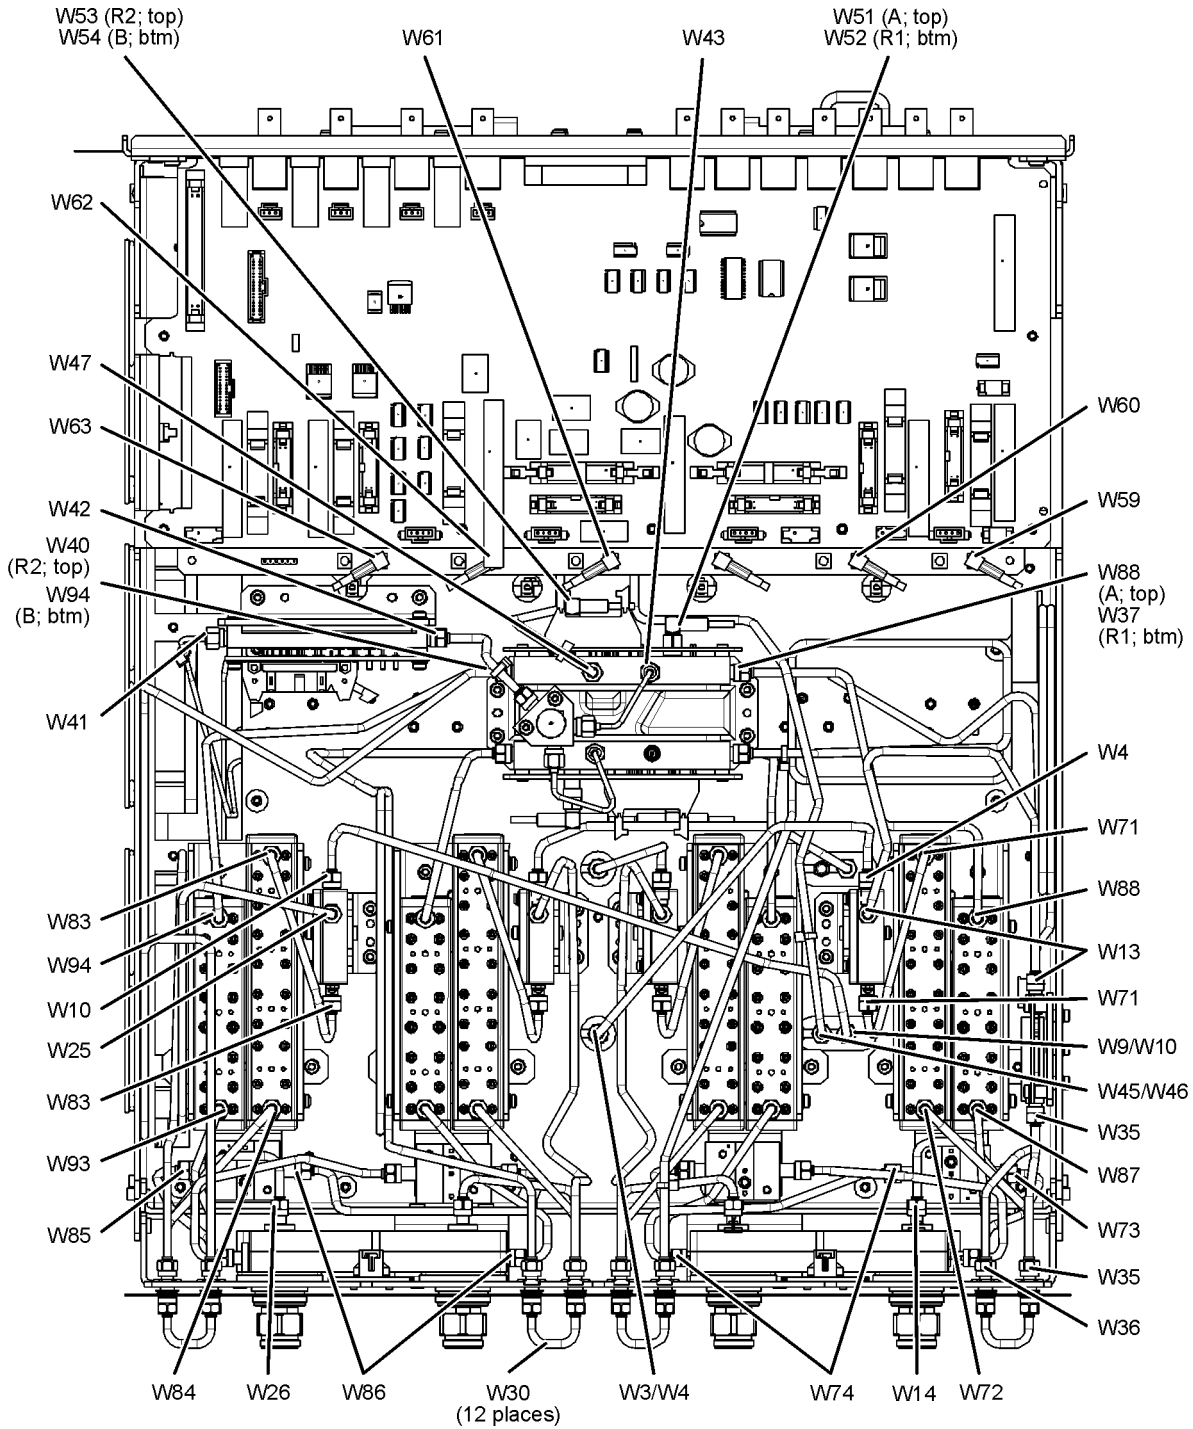 W53 (R2; top)
W54 (B; btm)
W61
W43
W51 (A; top)
W52 (R1; btm)
W62
W47
W63
W42
W40
(R2; top)
W94
(B; btm)
W41
W60
W59
W88
(A; top)
W37
(R1; btm)
W4
W71
W88
W13
W71
W9/W10
W45/W46
W35
W87
W73
W35
W36
W83
W94
W10
W25
W83
W93
W85
W84
W26
W86
W30
(12 places)
W3/W4
W74
W14
W72